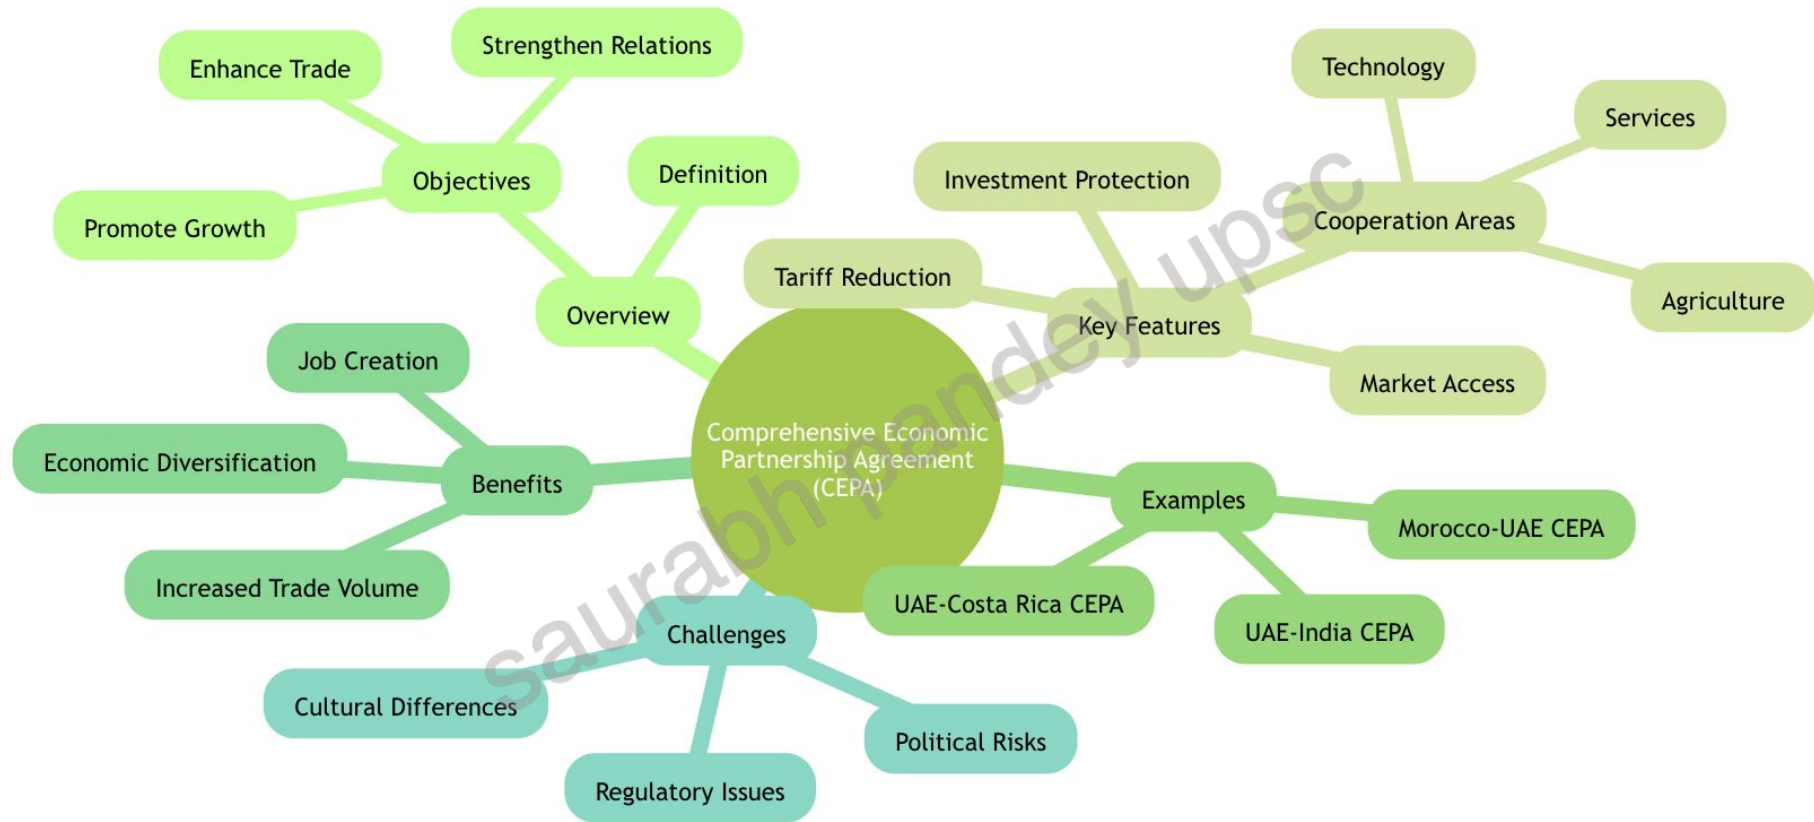 Strengthen Relations
Enhance Trade
Objectives
Promote Growth
Definition
Overview
Technology
Services
Investment Protection
Cooperation Areas
Tariff Reduction
Key Features
Agriculture
Market Access
Job Creation
Economic Diversification
Benefits
Increased Trade Volume
Comprehensive Economic
Partnership Agreement
(CEPA)
Examples
Morocco-UAE CEPA
UAE-Costa Rica CEPA
UAE-India CEPA
Challenges
Cultural Differences
Political Risks
Regulatory Issues
saurabh pandey upsc